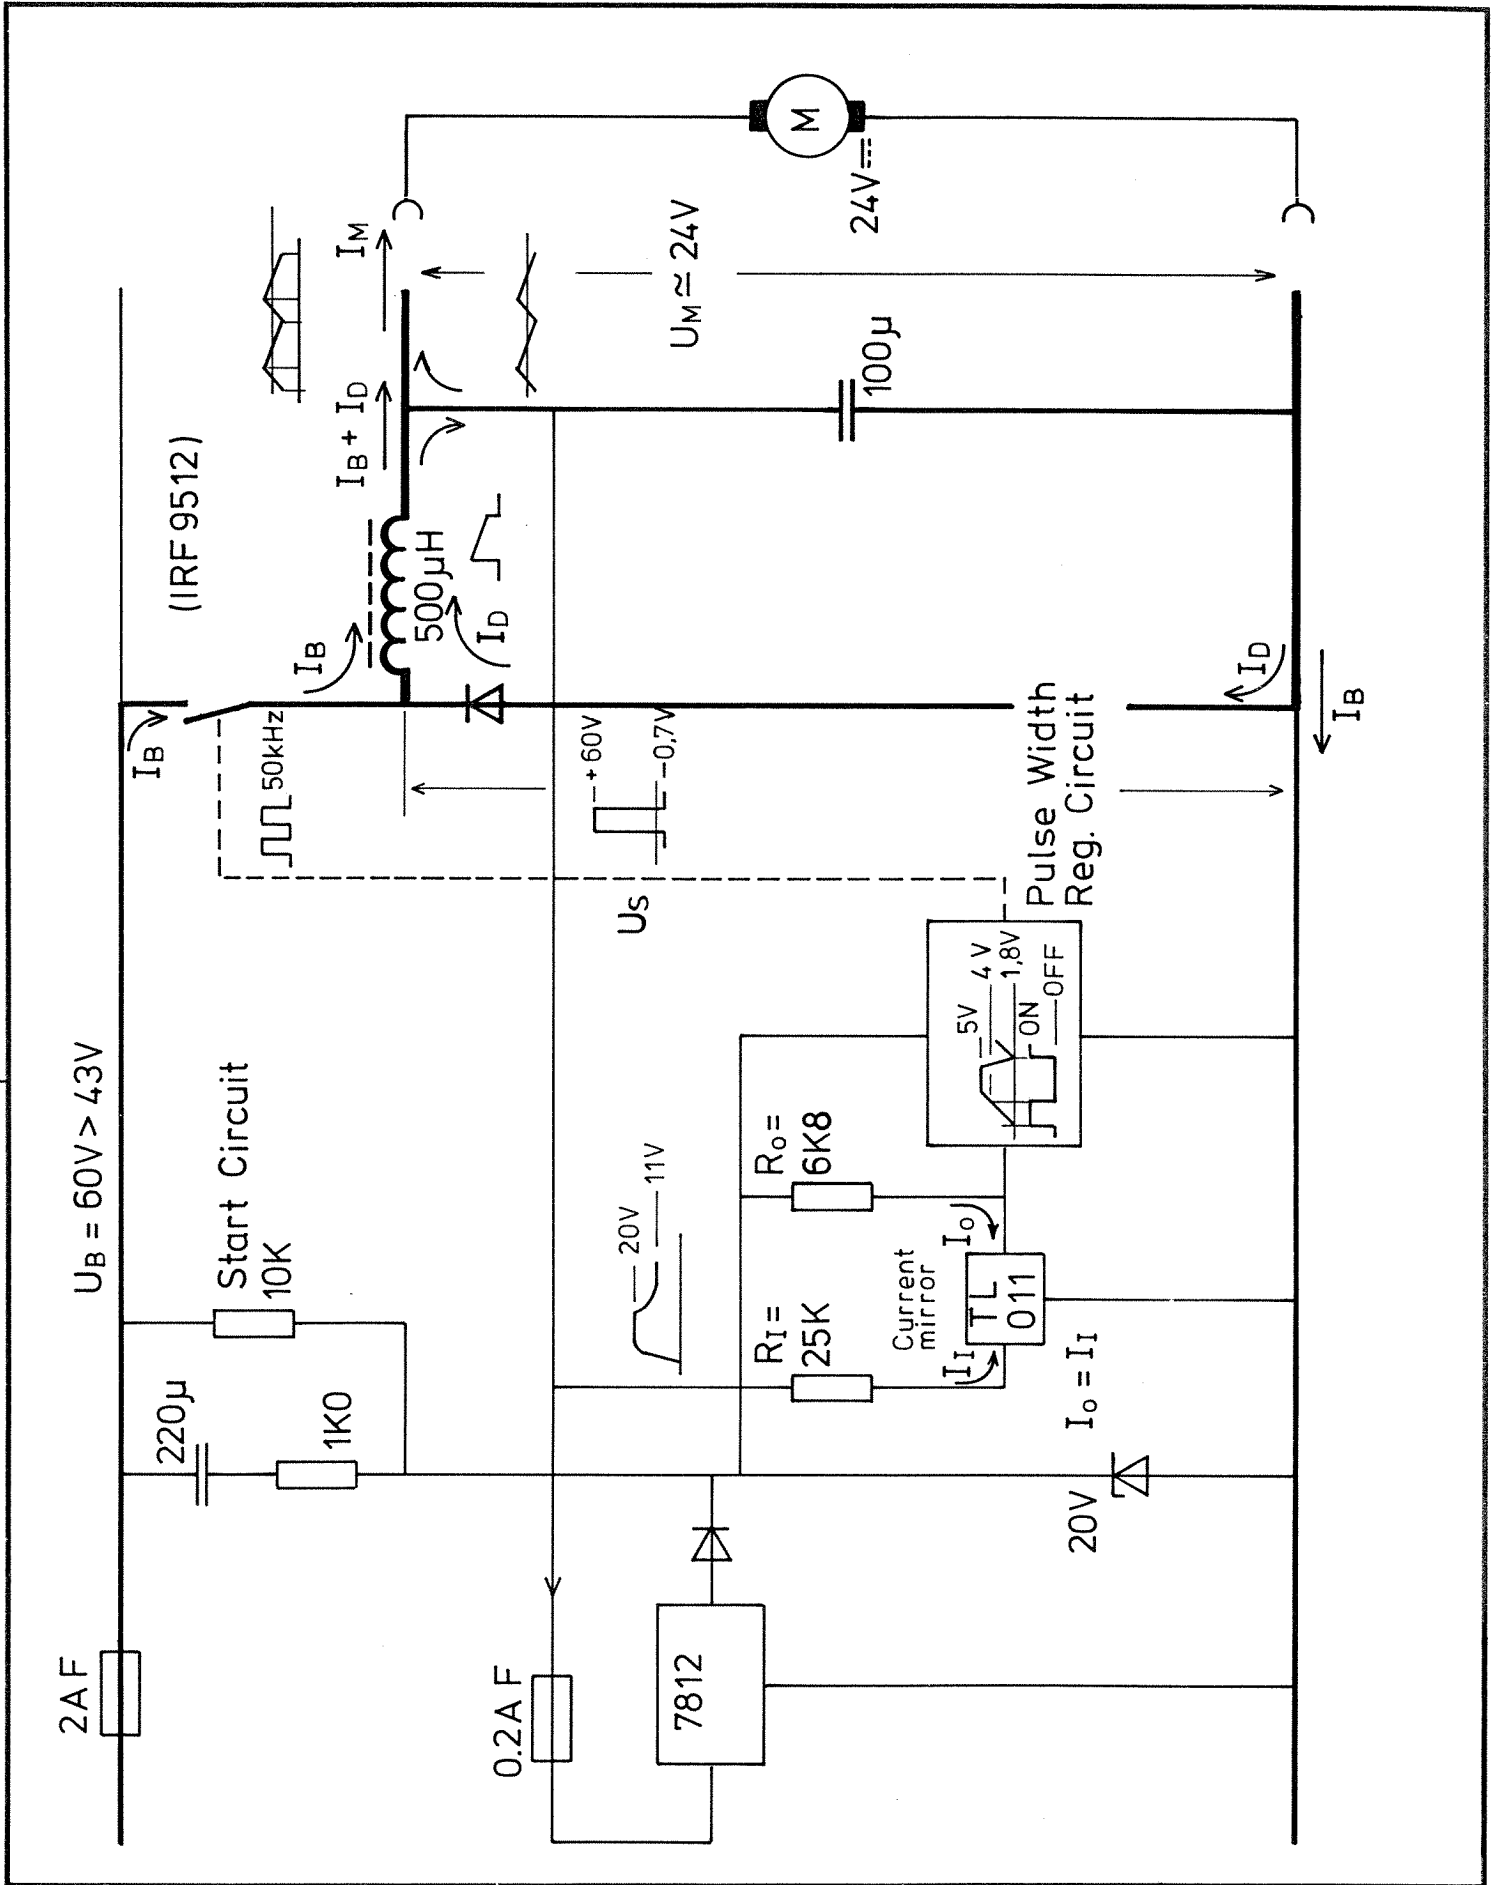 2A F
U_B = 60V > 43V
220µ
1K0
Start Circuit
10K
I_B
50kHz
(IRF 9512)
I_B
500µH
I_D
I_B + I_D
I_M
M
24V
U_M ≃ 24V
100µ
0.2A F
7812
20V
11V
Us
+60V
-0,7V
R_I =
25K
R_o =
6K8
Current
mirror
I_I
I_o
TL
011
I_o = I_I
20V
5V
4V
1,8V
ON
OFF
Pulse Width
Reg. Circuit
I_D
I_B